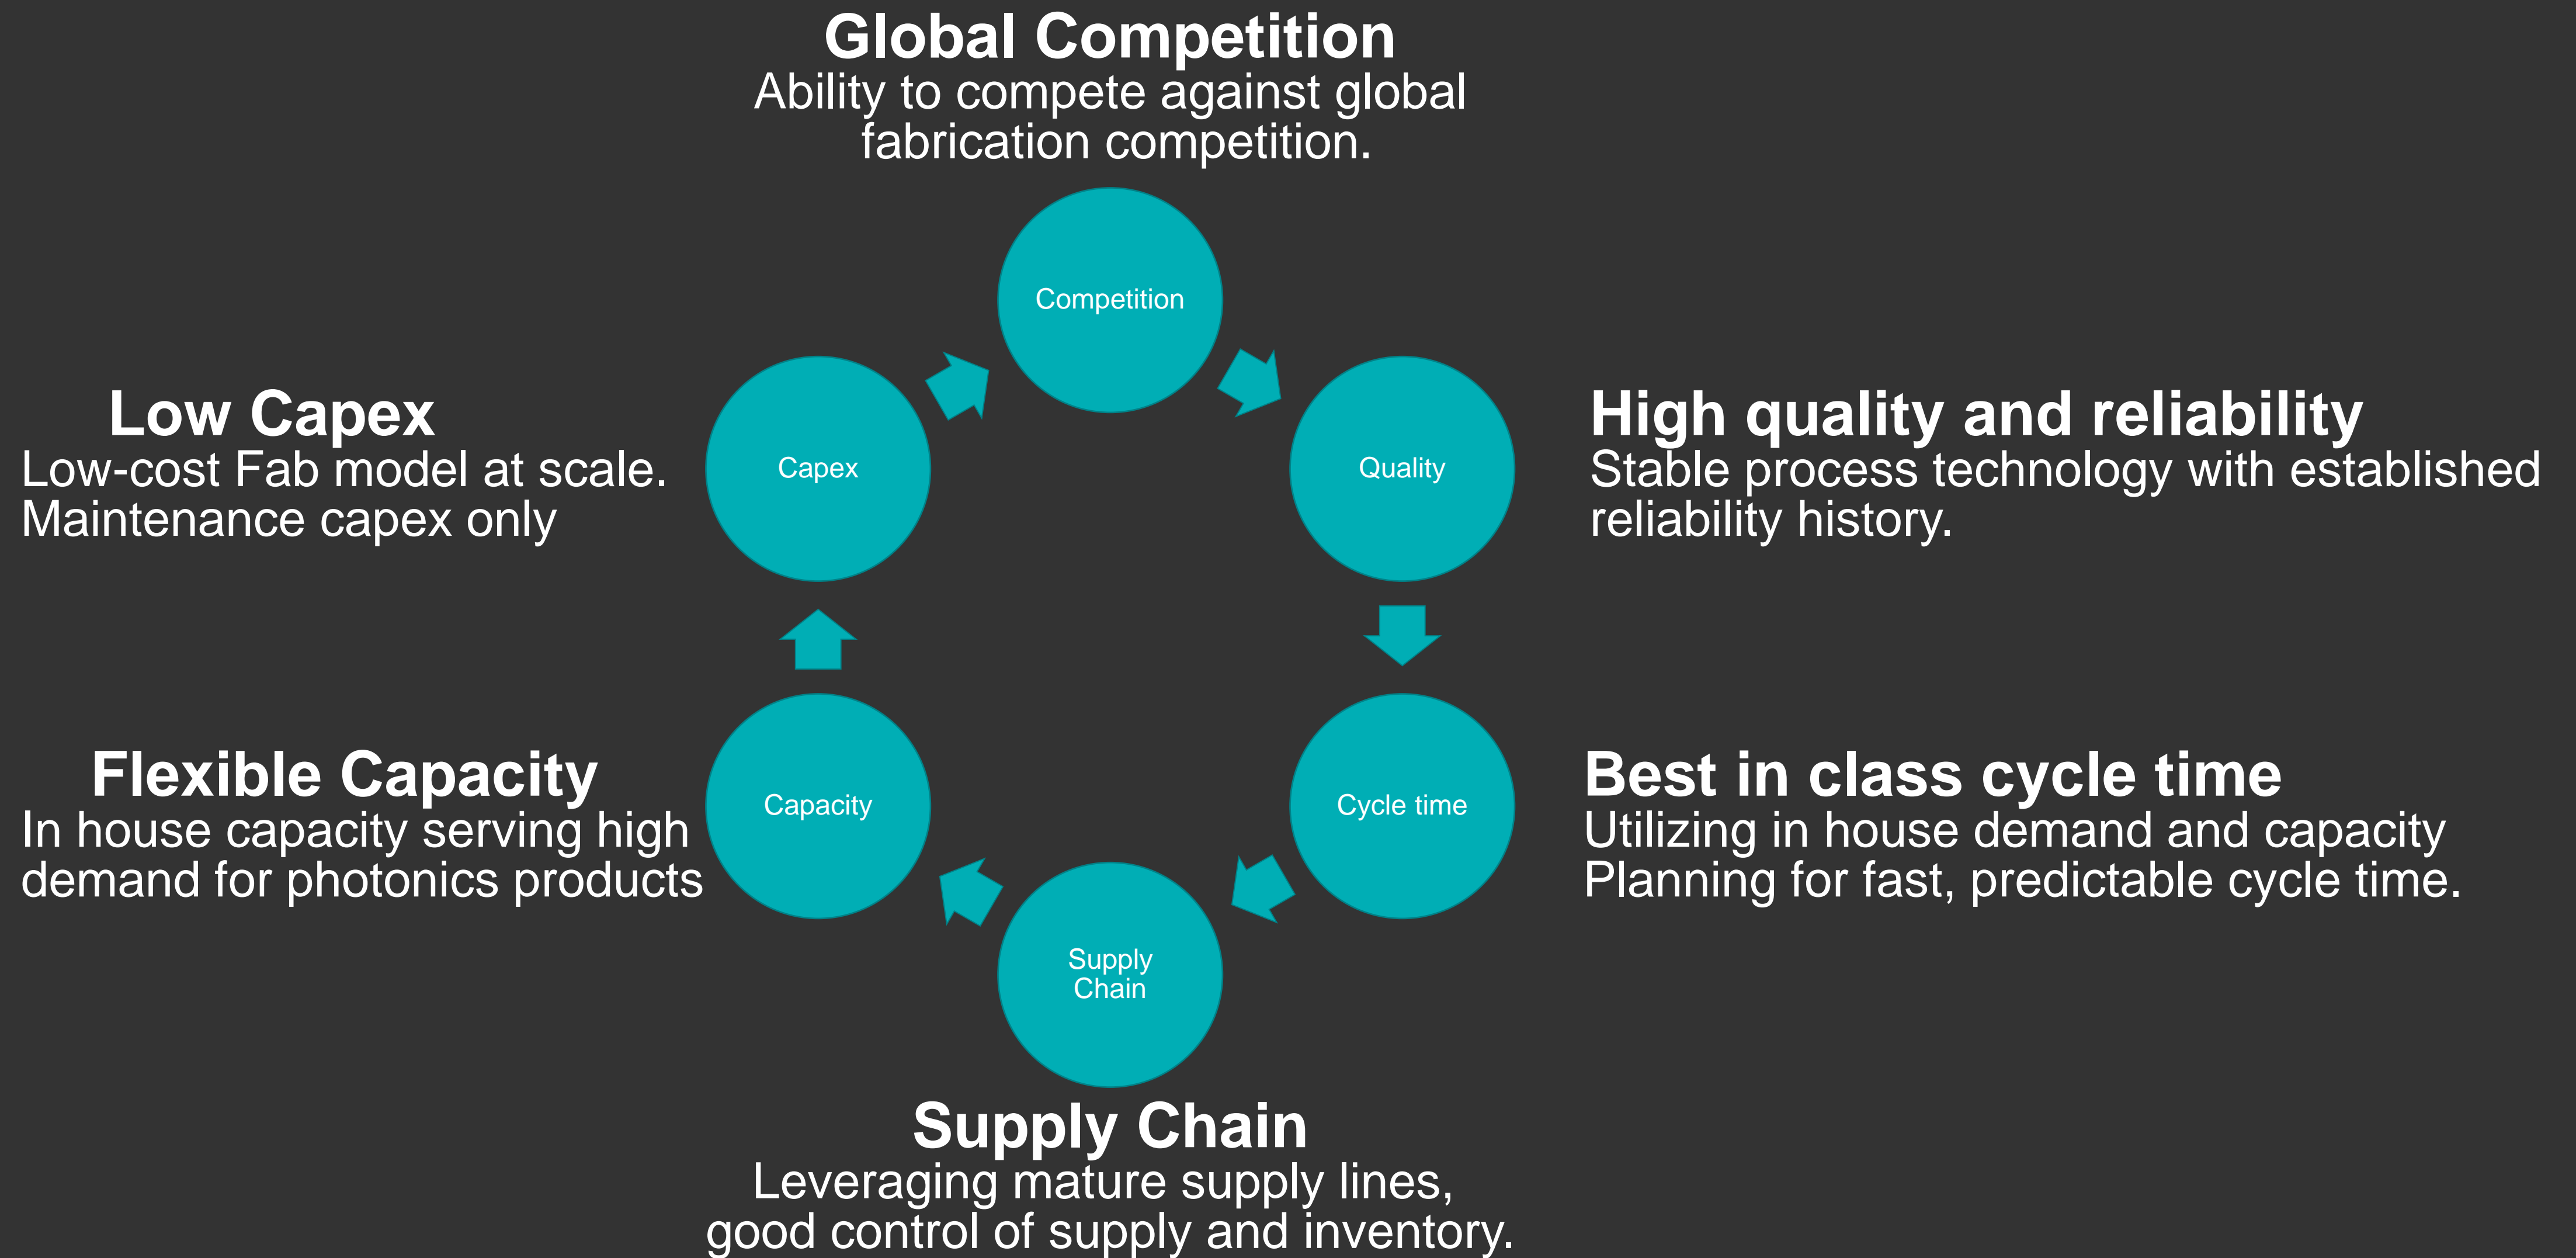 Global Competition
Ability to compete against global
fabrication competition.
Competition
Low Capex
Low-cost Fab model at scale.
Maintenance capex only
Capex
Quality
High quality and reliability
Stable process technology with established
reliability history.
Flexible Capacity
In house capacity serving high
demand for photonics products
Capacity
Cycle time
Best in class cycle time
Utilizing in house demand and capacity
Planning for fast, predictable cycle time.
Supply
Chain
Supply Chain
Leveraging mature supply lines,
good control of supply and inventory.